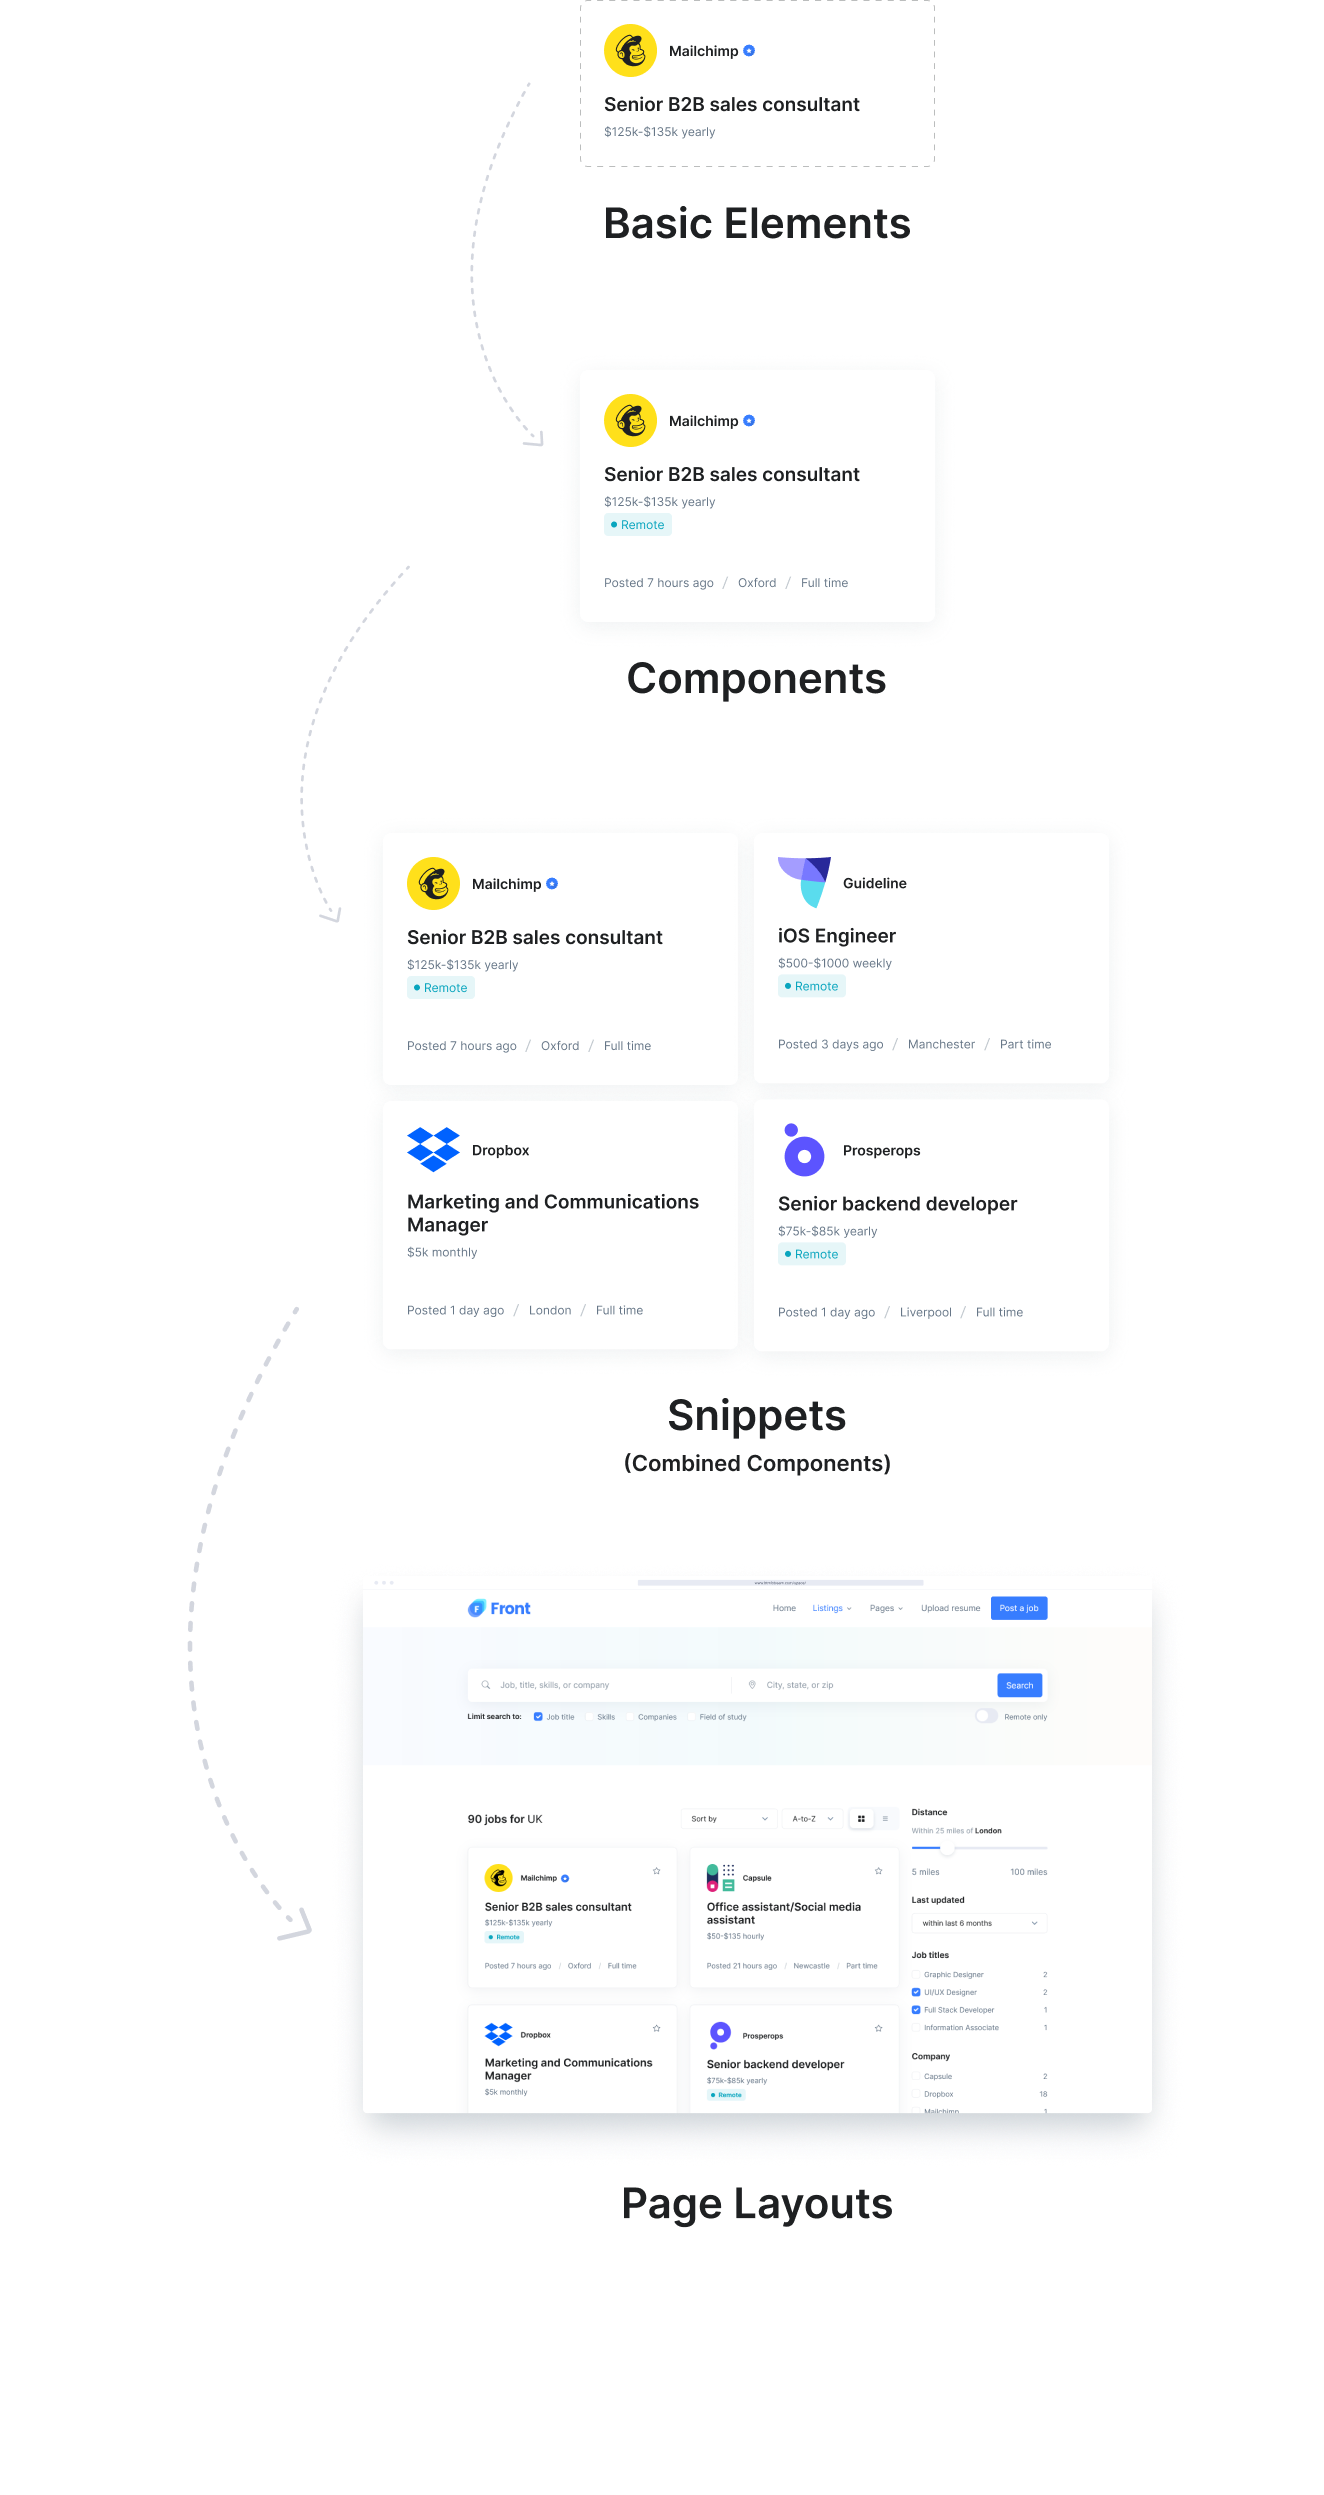 Mailchimp
Senior B2B sales consultant
$125k-$135k yearly
Basic Elements
Mailchimp
Senior B2B sales consultant
$125k-$135k yearly
Remote
Posted 7 hours ago / Oxford / Full time
Components
Mailchimp
Senior B2B sales consultant
$125k-$135k yearly
Remote
Posted 7 hours ago / Oxford / Full time
Guideline
iOS Engineer
$500-$1000 weekly
Remote
Posted 3 days ago / Manchester / Part time
Dropbox
Marketing and Communications
Manager
$5k monthly
Posted 1 day ago / London / Full time
Prosperops
Senior backend developer
$75k-$85k yearly
Remote
Posted 1 day ago / Liverpool / Full time
Snippets
(Combined Components)
Front
Home Listings Pages Upload resume Post a job
Job, title, skills, or company City, state, or zip Search
Limit search to: Job title Skills Companies Field of study Remote only
90 jobs for UK Sort by A-to-Z
Mailchimp
Senior B2B sales consultant
$125k-$135k yearly
Remote
Posted 7 hours ago / Oxford / Full time
Capsule
Office assistant/Social media
assistant
$50-$135 hourly
Posted 21 hours ago / Newcastle / Part time
Dropbox
Marketing and Communications
Manager
$5k monthly
Prosperops
Senior backend developer
$75k-$85k yearly
Remote
Distance
Within 25 miles of London
5 miles 100 miles
Last updated
within last 6 months
Job titles
Graphic Designer 2
UI/UX Designer 2
Full Stack Developer 1
Information Associate 1
Company
Capsule 2
Dropbox 18
Mailchimp 1
Page Layouts